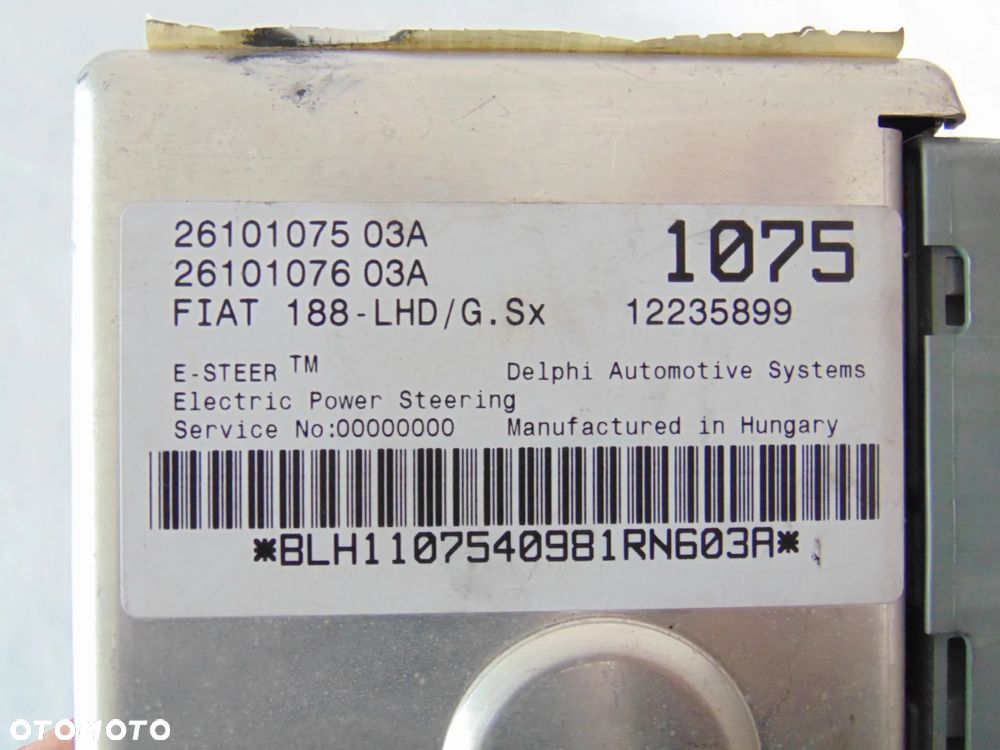 26101075 03A
26101076 03A
1075
FIAT 188-LHD/G.Sx 12235899
E-STEER TM Delphi Automotive Systems
Electric Power Steering
Service No:00000000 Manufactured in Hungary
*BLH1107540981RN603A*
OTOMOTO